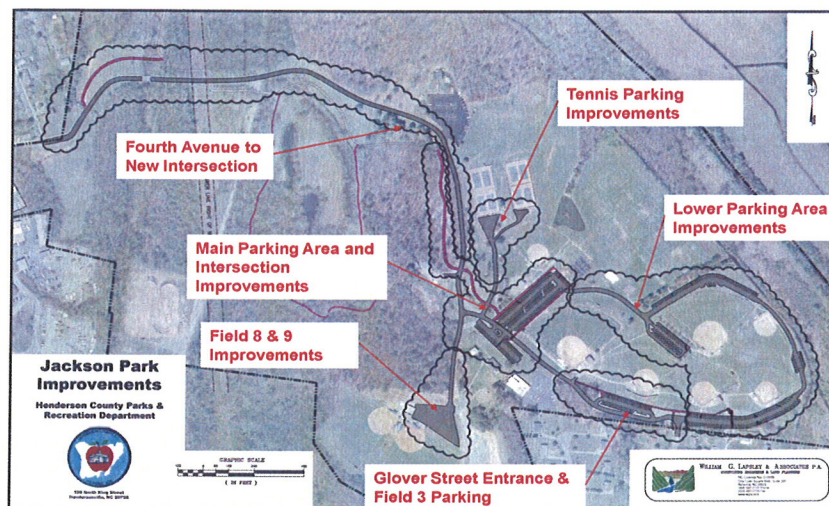 Tennis Parking
Improvements
Fourth Avenue to
New Intersection
Lower Parking Area
Improvements
Main Parking Area and
Intersection
Improvements
Field 8 & 9
Improvements
Jackson Park
Improvements
Henderson County Parks &
Recreation Department
GRAPHIC SCALE
( IN FEET )
Glover Street Entrance &
Field 3 Parking
WILLIAM G. LAPSLEY & ASSOCIATES P.A.